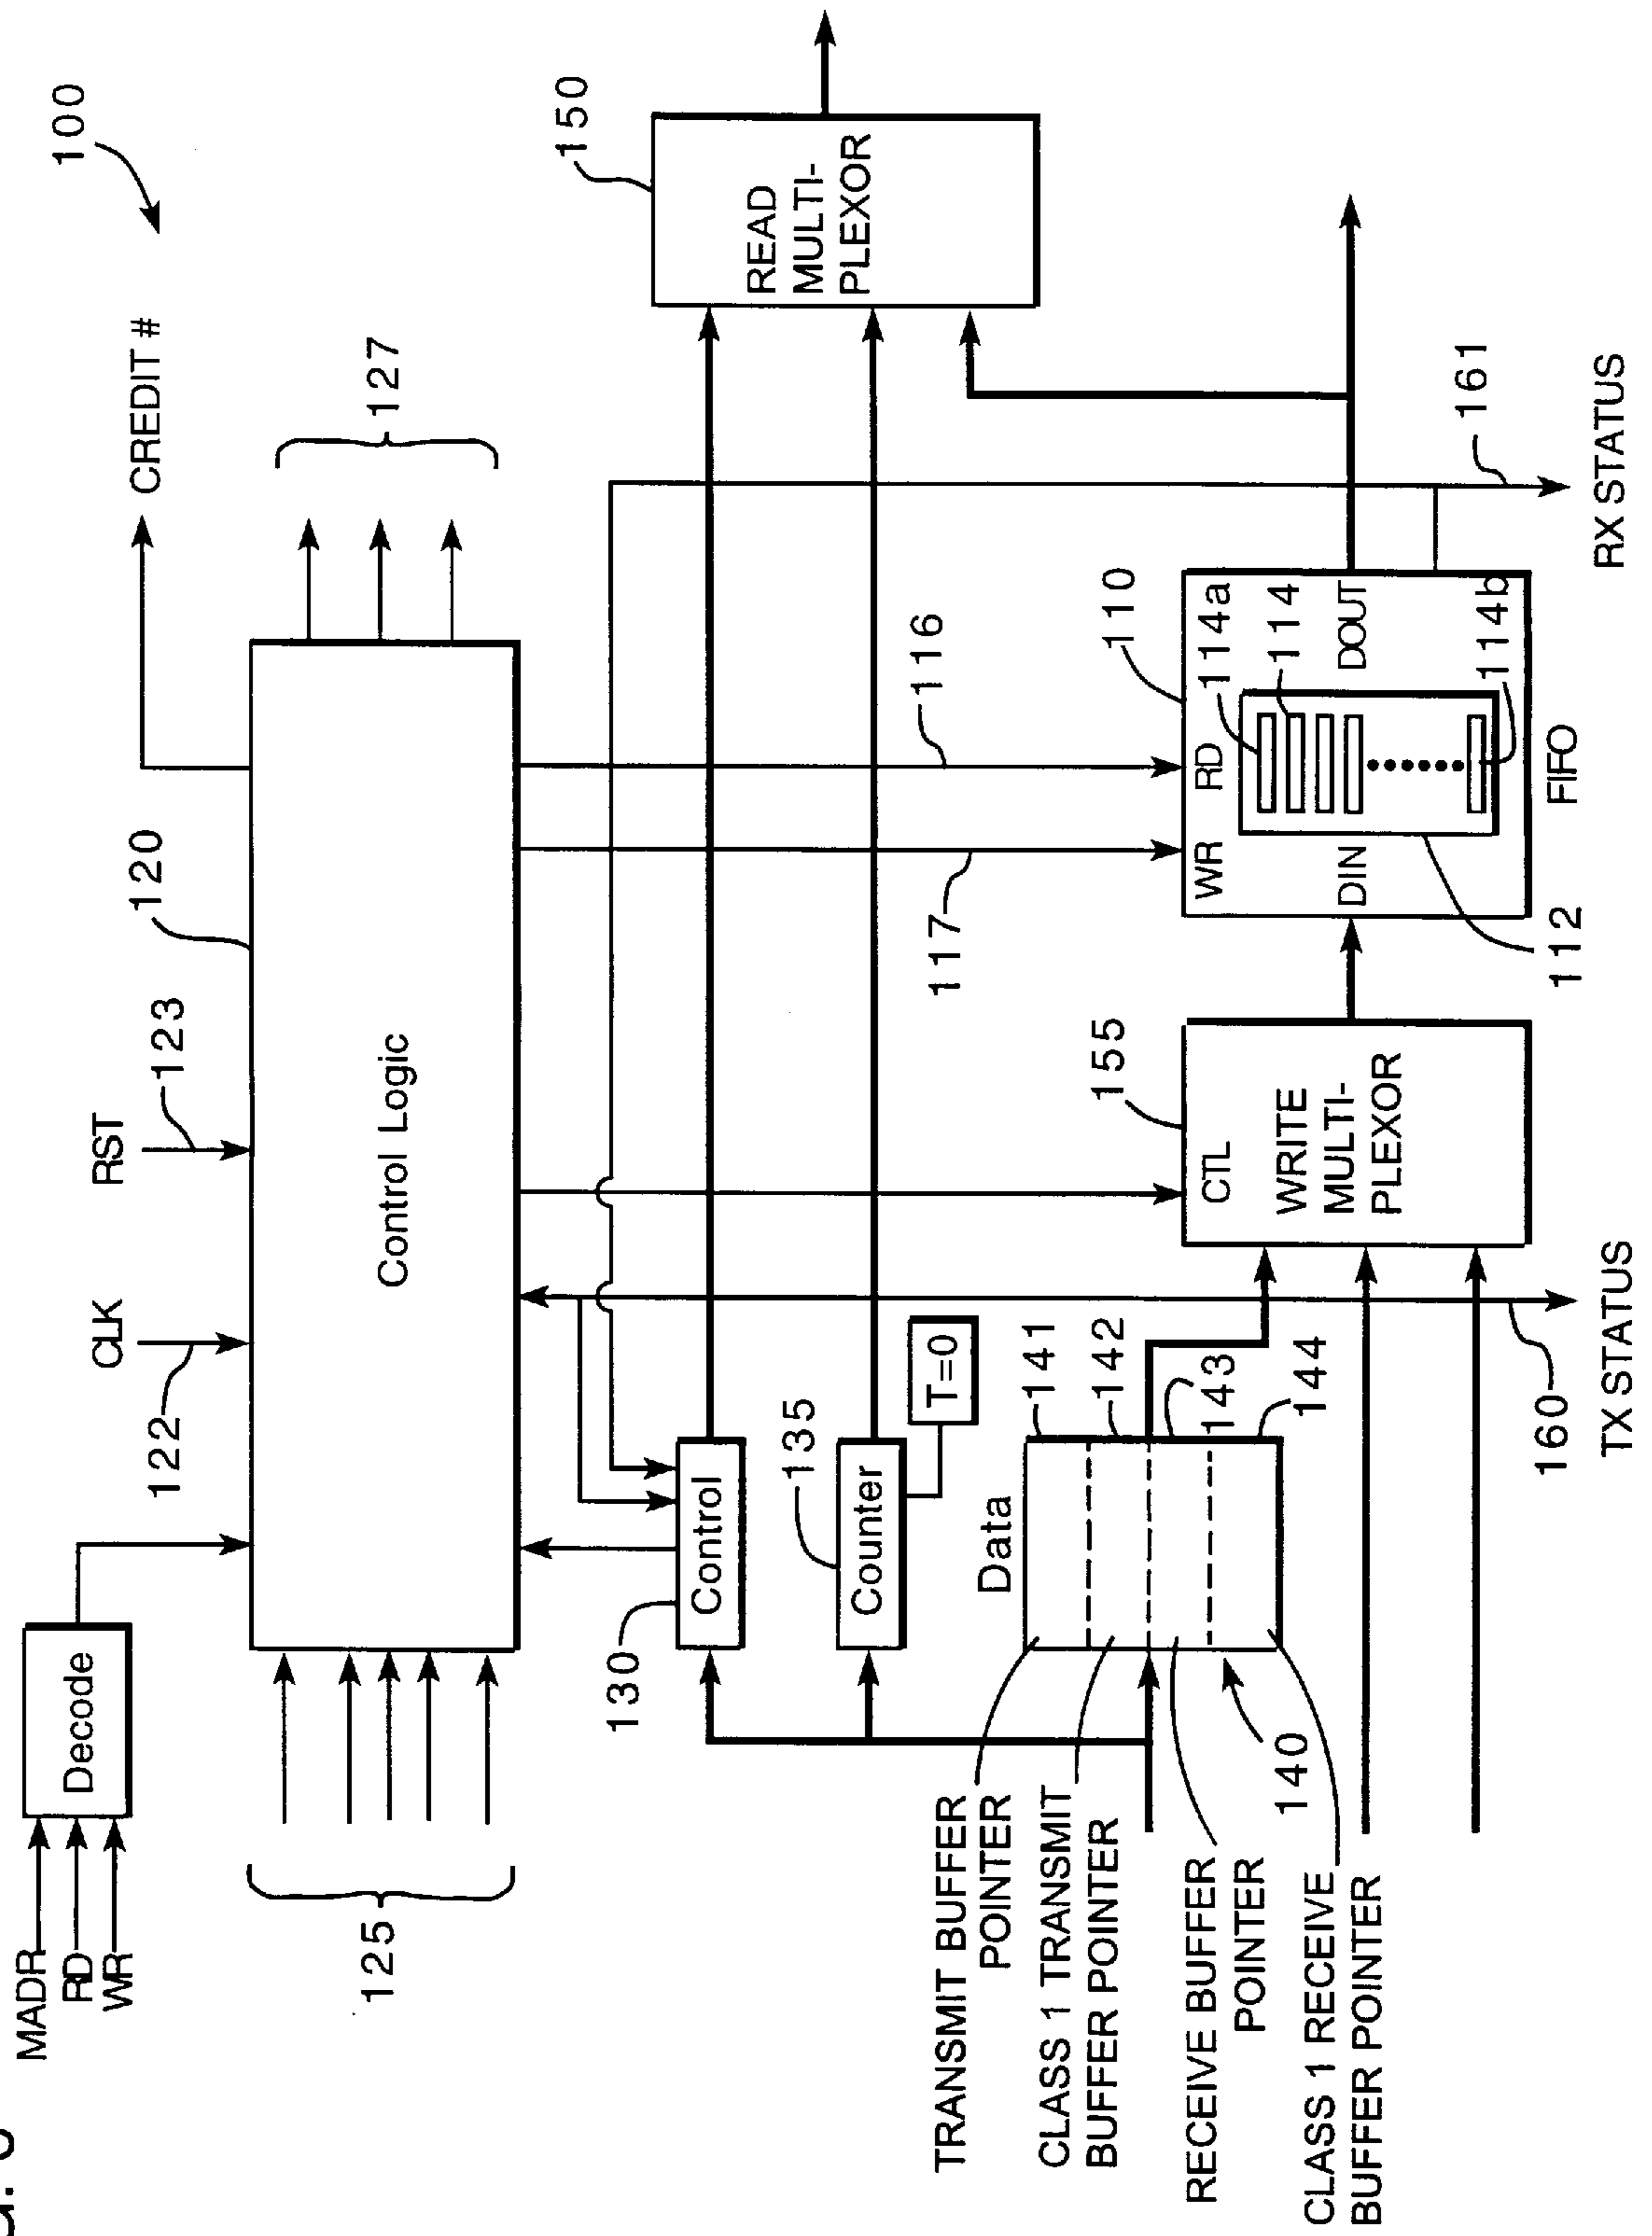 MADR
RD
WR
Decode
CLK
122
RST
123
120
CREDIT #
100
125
Control Logic
127
130
Control
150
READ
MULTI-
PLEXOR
135
Counter
T=0
117
116
TRANSMIT BUFFER
POINTER
CLASS 1 TRANSMIT
BUFFER POINTER
RECEIVE BUFFER
POINTER
CLASS 1 RECEIVE
BUFFER POINTER
Data
140
141
142
143
144
155
CTL
WRITE
MULTI-
PLEXOR
110
WR
RD
114a
114
DIN
DOUT
114b
112
FIFO
160
TX STATUS
161
RX STATUS